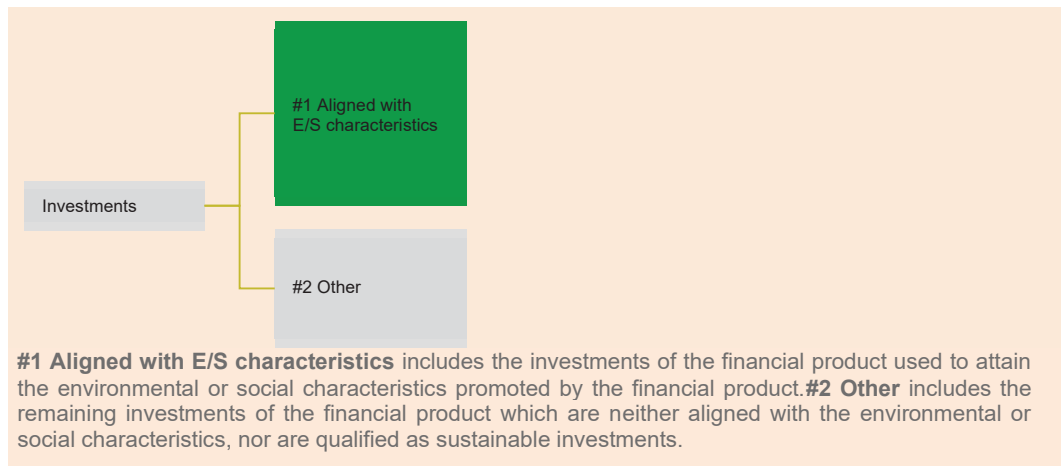 #1 Aligned with
E/S characteristics
Investments
#2 Other
#1 Aligned with E/S characteristics includes the investments of the financial product used to attain
the environmental or social characteristics promoted by the financial product.#2 Other includes the
remaining investments of the financial product which are neither aligned with the environmental or
social characteristics, nor are qualified as sustainable investments.